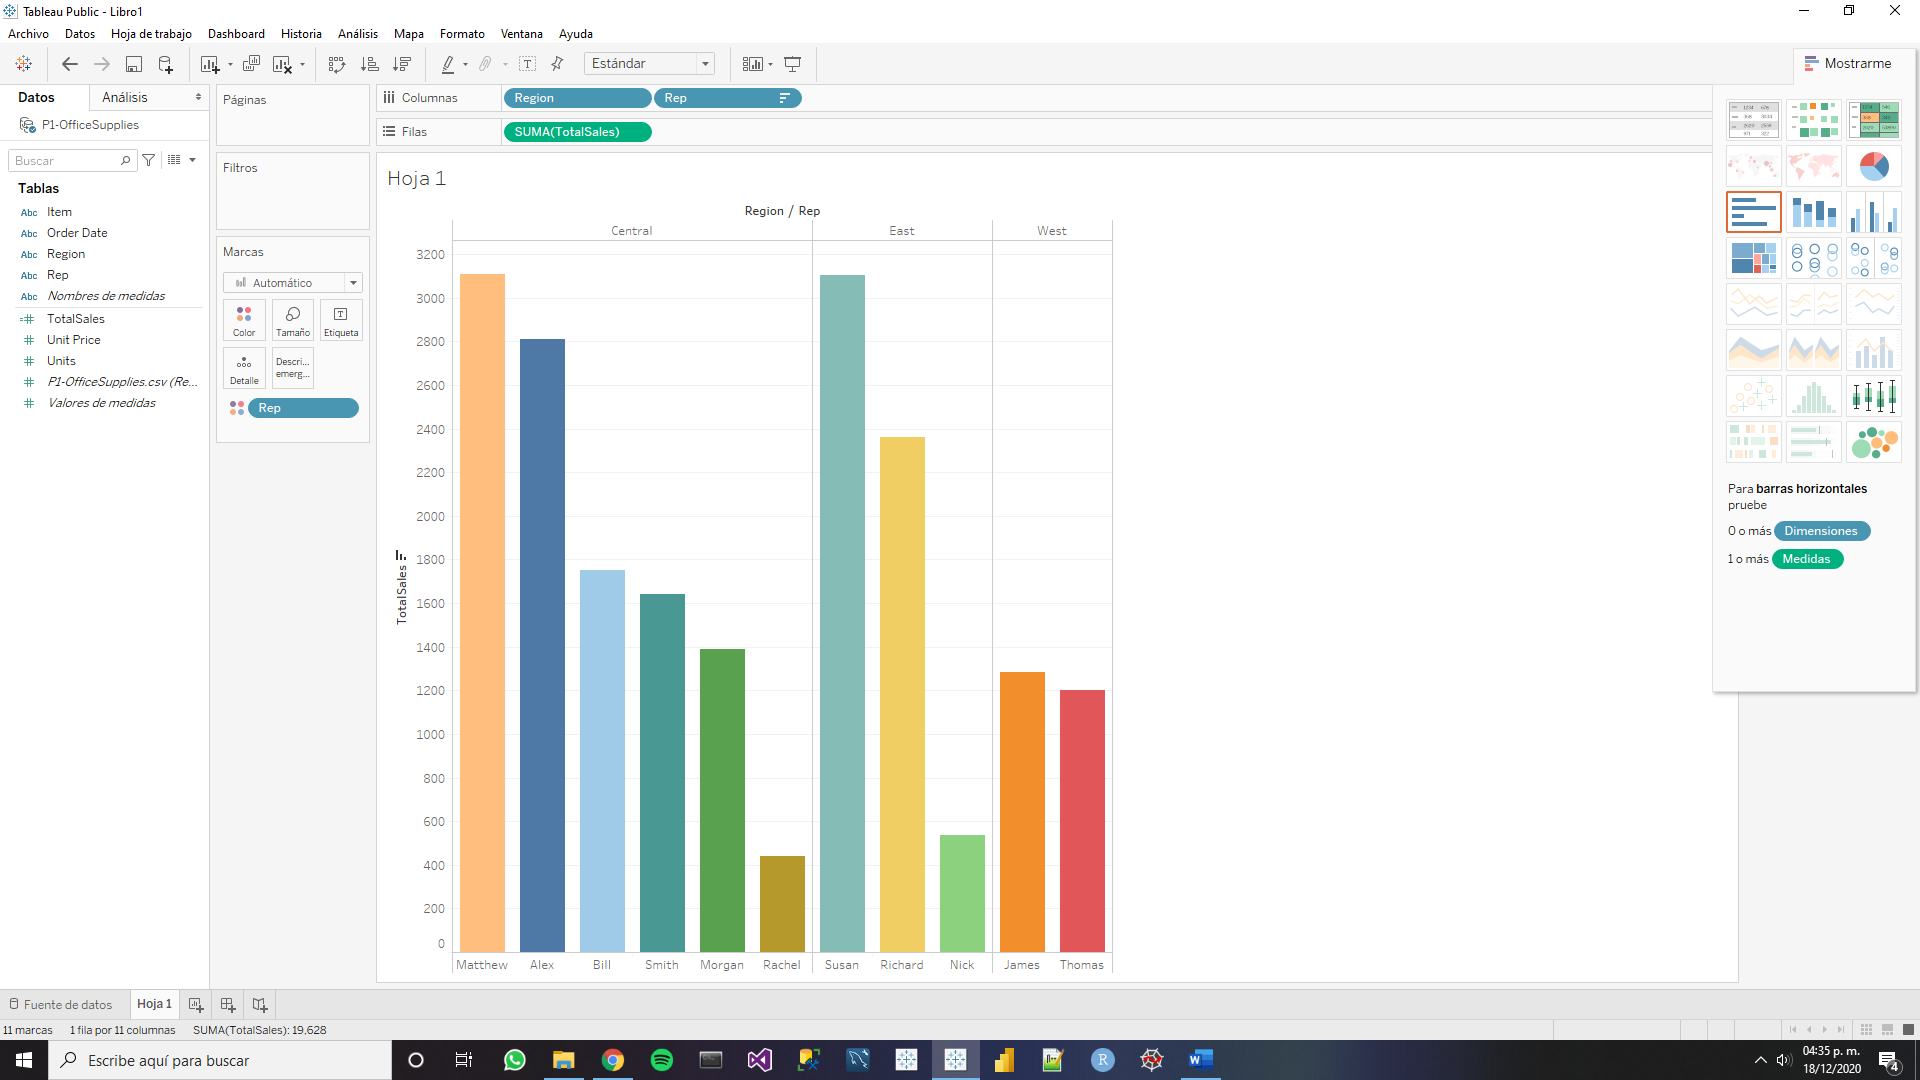 Tableau Public - Libro1
Archivo Datos Hoja de trabajo Dashboard Historia Análisis Mapa Formato Ventana Ayuda
Estándar
Mostrarme
Datos Análisis
P1-OfficeSupplies
Buscar
Tablas
Abc Item
Abc Order Date
Abc Region
Abc Rep
Abc Nombres de medidas
TotalSales
Unit Price
Units
P1-OfficeSupplies.csv (Re...
Valores de medidas
Páginas
Filtros
Marcas
Automático
Color Tamaño Etiqueta
Detalle Descri... emerg...
Rep
Columnas Region Rep
Filas SUMA(TotalSales)
Hoja 1
Region / Rep
Central East West
TotalSales
3200
3000
2800
2600
2400
2200
2000
1800
1600
1400
1200
1000
800
600
400
200
0
Matthew Alex Bill Smith Morgan Rachel Susan Richard Nick James Thomas
Para barras horizontales
pruebe
0 o más Dimensiones
1 o más Medidas
Fuente de datos Hoja 1
11 marcas 1 fila por 11 columnas SUMA(TotalSales): 19,628
Escribe aquí para buscar
04:35 p. m.
18/12/2020
4